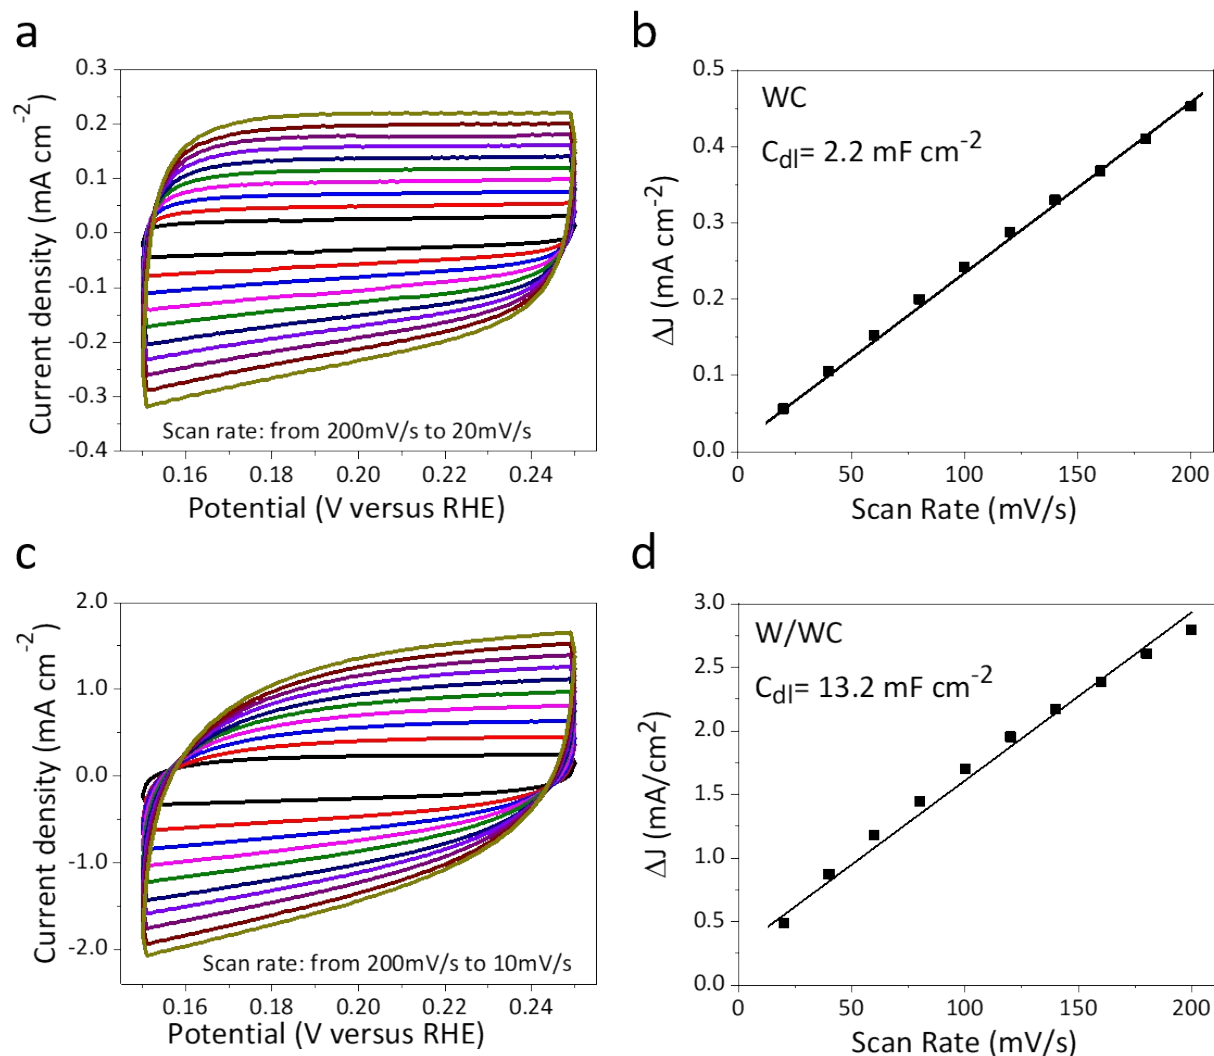 a
0.3
0.2
0.1
0.0
-0.1
-0.2
-0.3
-0.4
Current density (mA cm⁻²)
Scan rate: from 200mV/s to 20mV/s
0.16 0.18 0.20 0.22 0.24
Potential (V versus RHE)
b
0.5
0.4
0.3
0.2
0.1
0.0
ΔJ (mA cm⁻²)
WC
Cdl= 2.2 mF cm⁻²
0 50 100 150 200
Scan Rate (mV/s)
c
2.0
1.0
0.0
-1.0
-2.0
Current density (mA cm⁻²)
Scan rate: from 200mV/s to 10mV/s
0.16 0.18 0.20 0.22 0.24
Potential (V versus RHE)
d
3.0
2.5
2.0
1.5
1.0
0.5
0.0
ΔJ (mA/cm²)
W/WC
Cdl= 13.2 mF cm⁻²
0 50 100 150 200
Scan Rate (mV/s)